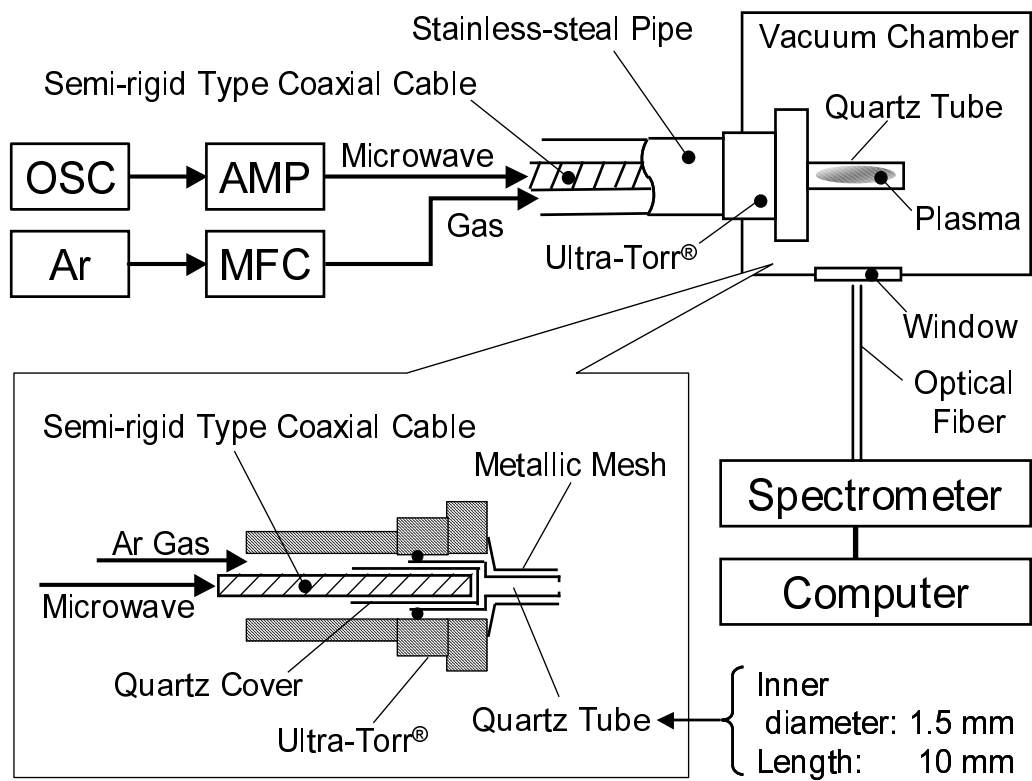 Stainless-steal Pipe
Vacuum Chamber
Semi-rigid Type Coaxial Cable
Quartz Tube
OSC
AMP
Microwave
Gas
Plasma
Ar
MFC
Ultra-Torr®
Window
Optical
Fiber
Semi-rigid Type Coaxial Cable
Metallic Mesh
Spectrometer
Ar Gas
Microwave
Computer
Quartz Cover
Ultra-Torr®
Quartz Tube
Inner
diameter: 1.5 mm
Length: 10 mm